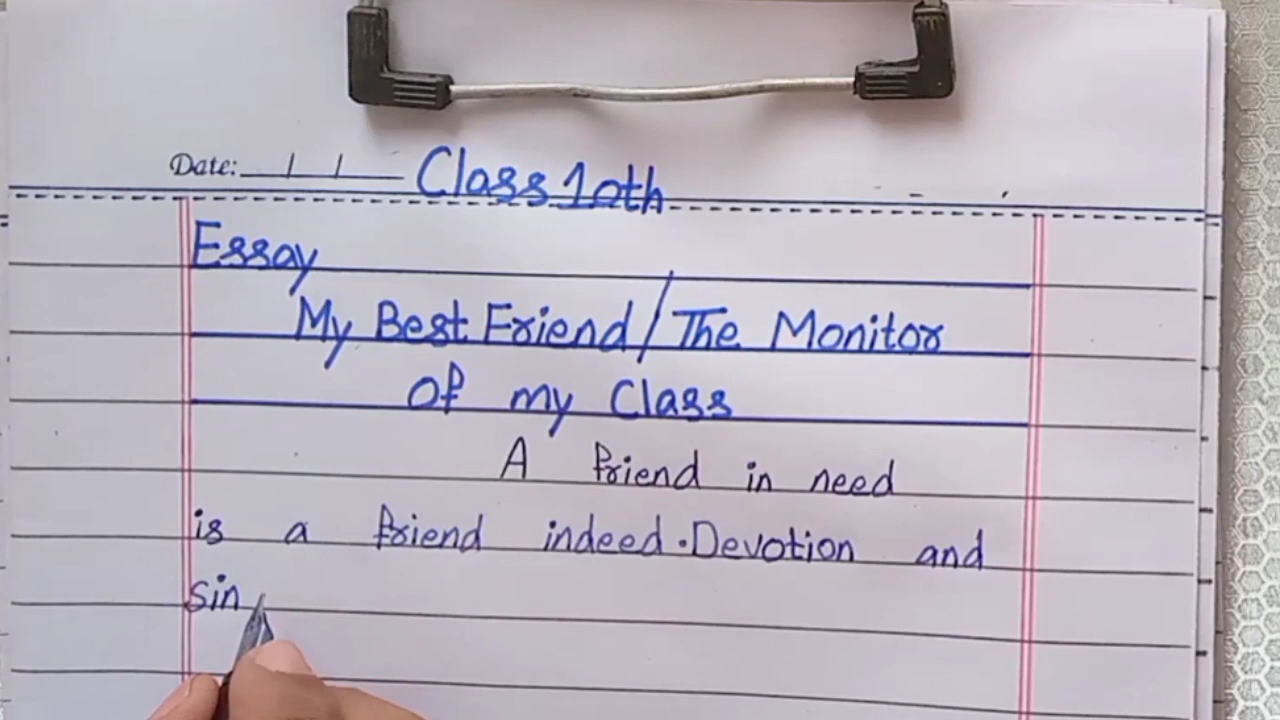 Date: / / Class 10th
Essay
My Best Friend/The Monitor
Of my Class
A friend in need
is a friend indeed. Devotion and
sin